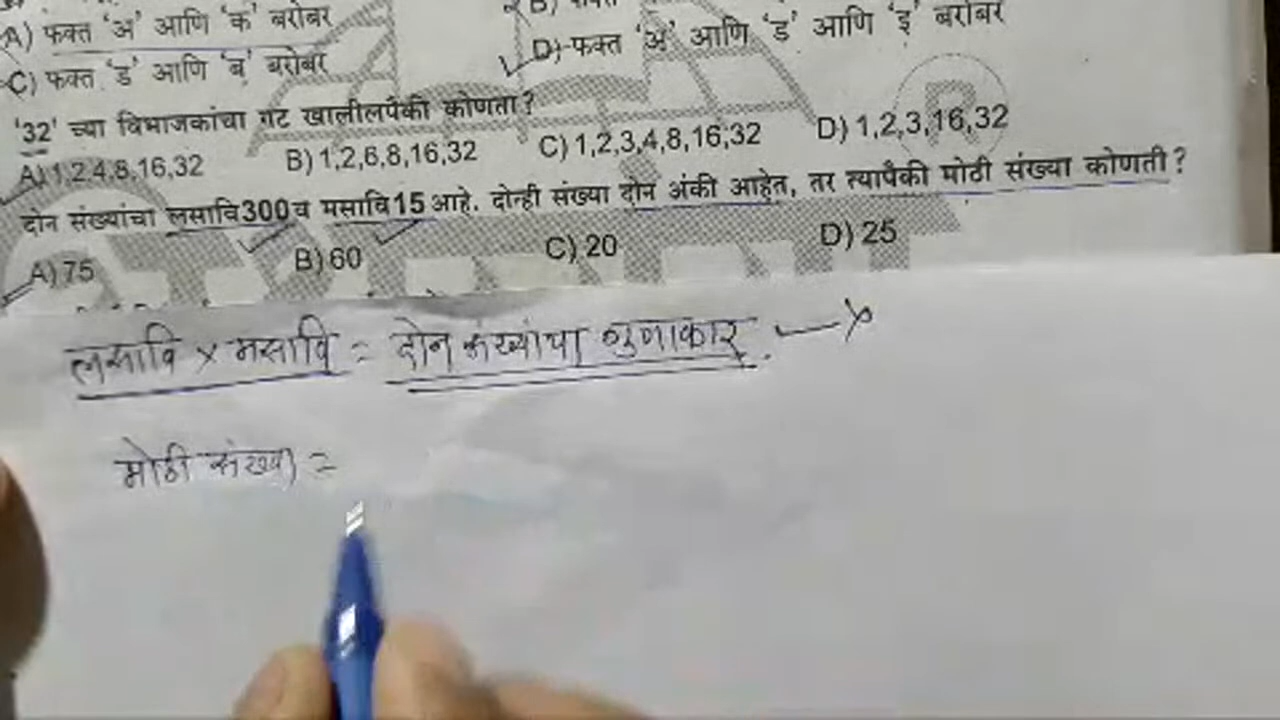 A) फक्त 'अ' आणि 'क' बरोबर
B)
C) फक्त 'ड' आणि 'ब' बरोबर
D) फक्त 'अ' आणि 'ड' आणि 'इ' बरोबर
'32' च्या विभाजकांचा गट खालीलपैकी कोणता?
A) 1,2,4,8,16,32 B) 1,2,6,8,16,32 C) 1,2,3,4,8,16,32 D) 1,2,3,16,32
दोन संख्यांचा लसावि 300 व मसावि 15 आहे. दोन्ही संख्या दोन अंकी आहेत, तर त्यापैकी मोठी संख्या कोणती?
A) 75 B) 60 C) 20 D) 25
लसावि × मसावि = दोन संख्यांचा गुणाकार.
मोठी संख्या =